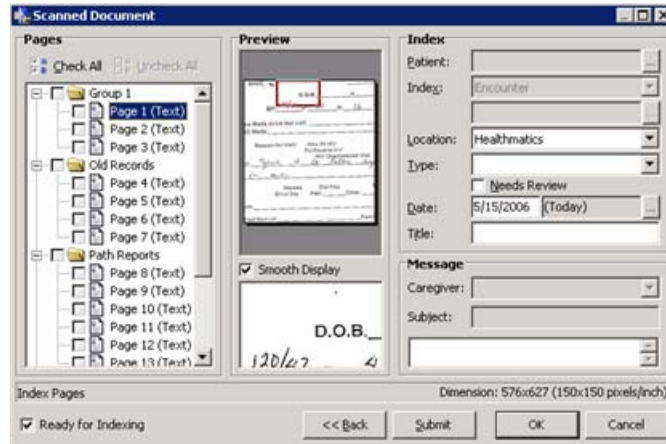 Scanned Document
Pages
Check All Uncheck All
Group 1
Page 1 (Text)
Page 2 (Text)
Page 3 (Text)
Old Records
Page 4 (Text)
Page 5 (Text)
Page 6 (Text)
Page 7 (Text)
Path Reports
Page 8 (Text)
Page 9 (Text)
Page 10 (Text)
Page 11 (Text)
Page 12 (Text)
Page 13 (Text)
Preview
D.O.B.
Smooth Display
D.O.B.
120/
Index
Patient:
Index: Encounter
Location: Healthmatics
Type:
Needs Review
Date: 5/15/2006 (Today)
Title:
Message
Caregiver:
Subject:
Index Pages
Dimension: 576x627 (150x150 pixels/inch)
Ready for Indexing
<< Back Submit OK Cancel